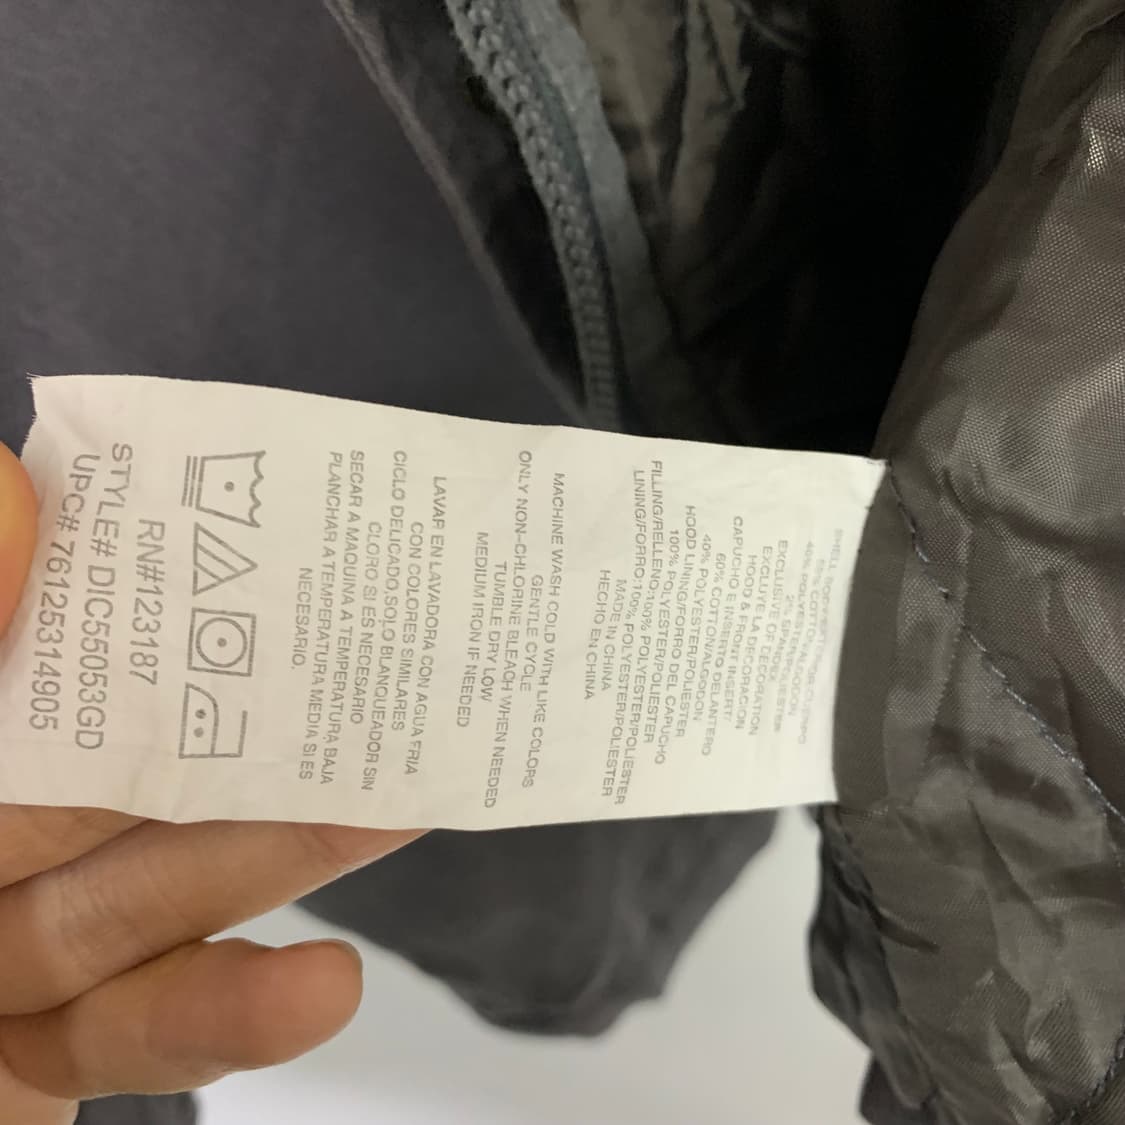 40% POLYESTER
2% SPANDEX
EXCLUSIVE OF DECORATION
EXCLUYE LA DECORACION
HOOD & FRONT INSERT/
CAPUCHO E INSERTO DELANTERO
60% COTTON/ALGODON
40% POLYESTER/POLIESTER
HOOD LINING/FORRO DEL CAPUCHO
100% POLYESTER/POLIESTER
FILLING/RELLENO:100% POLYESTER/POLIESTER
LINING/FORRO:100% POLYESTER/POLIESTER
MADE IN CHINA
HECHO EN CHINA
MACHINE WASH COLD WITH LIKE COLORS
GENTLE CYCLE
ONLY NON-CHLORINE BLEACH WHEN NEEDED
TUMBLE DRY LOW
MEDIUM IRON IF NEEDED
LAVAR EN LAVADORA CON AGUA FRIA
CON COLORES SIMILARES
CICLO DELICADO,SOLO BLANQUEADOR SIN
CLORO SI ES NECESARIO
SECAR A MAQUINA A TEMPERATURA BAJA
PLANCHAR A TEMPERATURA MEDIA SI ES
NECESARIO.
RN#123187
STYLE# DIC55053GD
UPC# 761253149​05